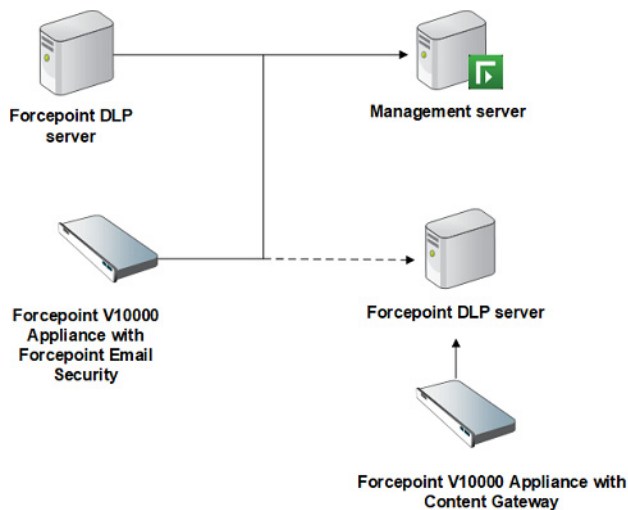 Forcepoint DLP
server
Management server
Forcepoint V10000
Appliance with
Forcepoint Email
Security
Forcepoint DLP server
Forcepoint V10000 Appliance with
Content Gateway